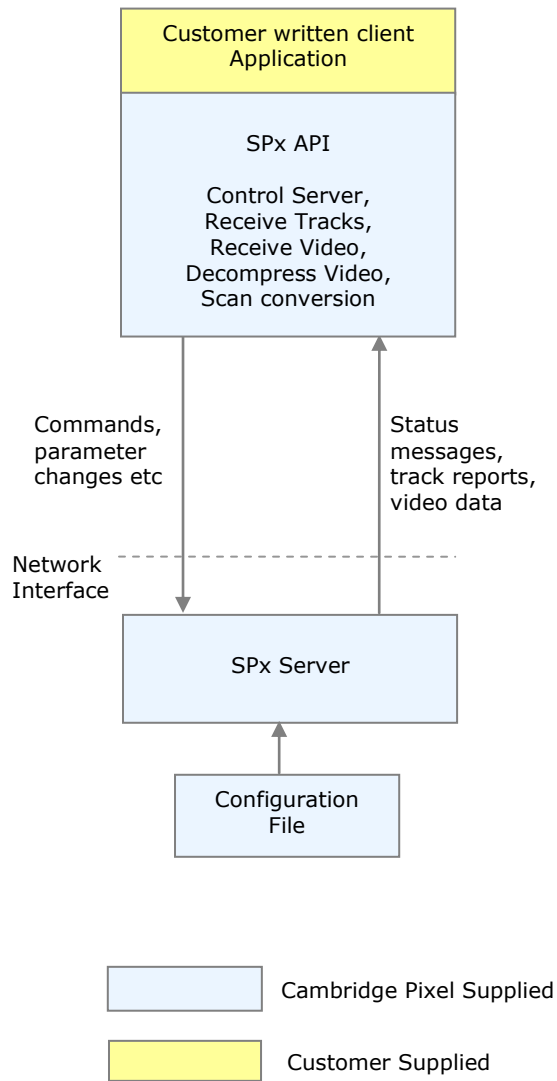 Customer written client
Application
SPx API
Control Server,
Receive Tracks,
Receive Video,
Decompress Video,
Scan conversion
Commands,
parameter
changes etc
Status
messages,
track reports,
video data
Network
Interface
SPx Server
Configuration
File
Cambridge Pixel Supplied
Customer Supplied